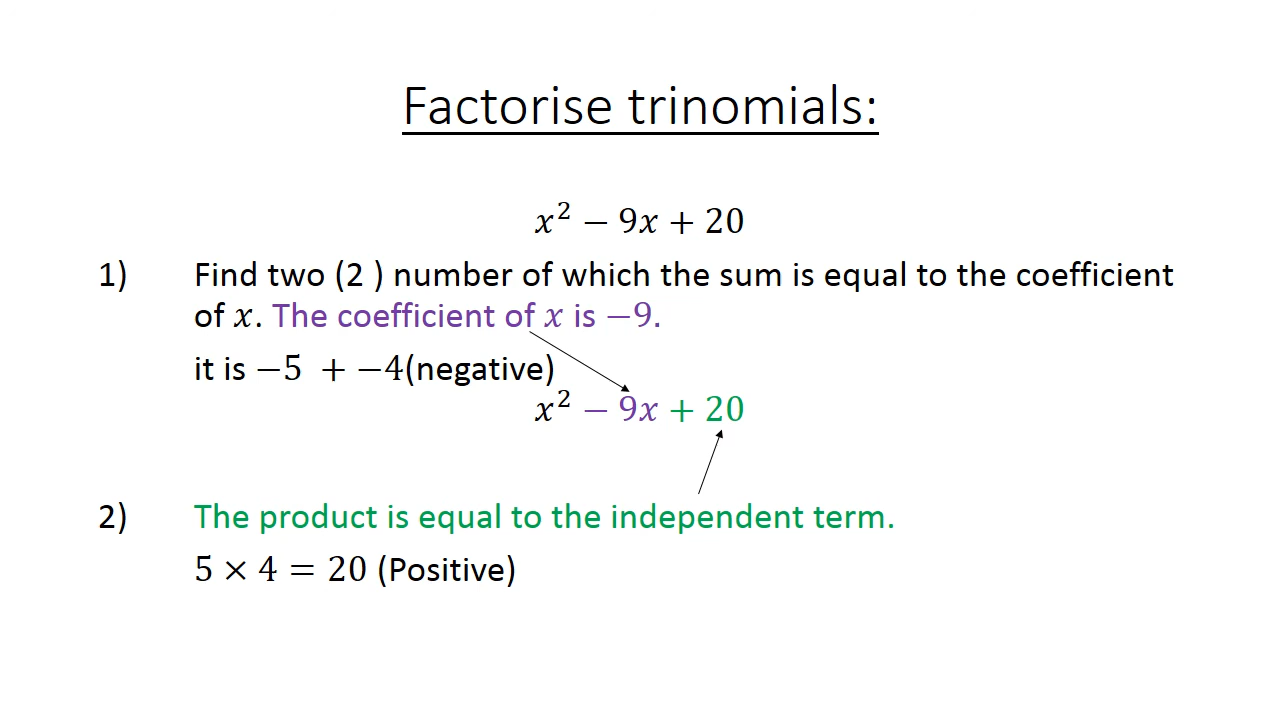 Factorise trinomials:
𝑥² − 9𝑥 + 20
1) Find two (2 ) number of which the sum is equal to the coefficient
of 𝑥. The coefficient of 𝑥 is −9.
it is −5 + −4(negative)
𝑥² − 9𝑥 + 20
2) The product is equal to the independent term.
5 × 4 = 20 (Positive)